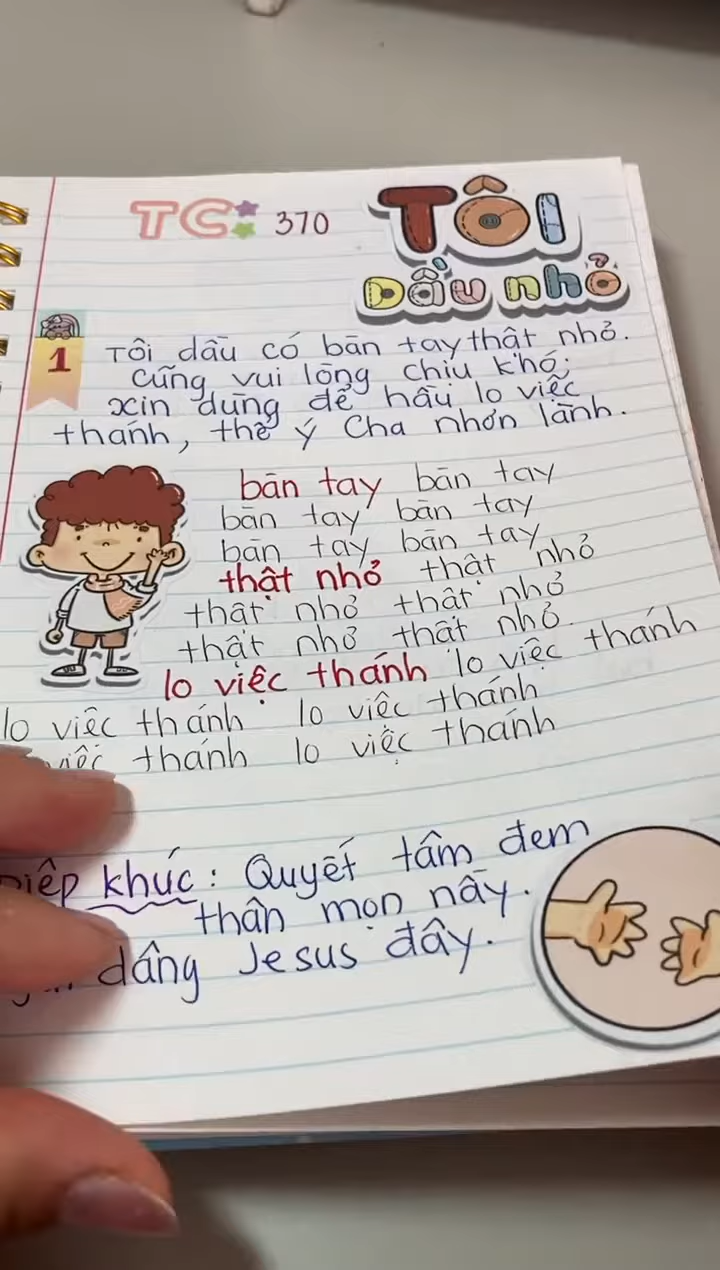 TC: 370
Tôi
Dầu nhỏ
1
Tôi dầu có bàn tay thật nhỏ.
Cũng vui lòng chịu khó;
xin dùng để hầu lo việc
thánh, thể ý Cha nhơn lành.
bàn tay bàn tay
bàn tay bàn tay
bàn tay bàn tay
thật nhỏ thật nhỏ
thật nhỏ thật nhỏ
thật nhỏ thật nhỏ.
lo việc thánh lo việc thánh
lo việc thánh lo việc thánh
việc thánh lo việc thánh
khúc: Quyết tâm đem
thân mọn nầy.
dâng Jesus đây.